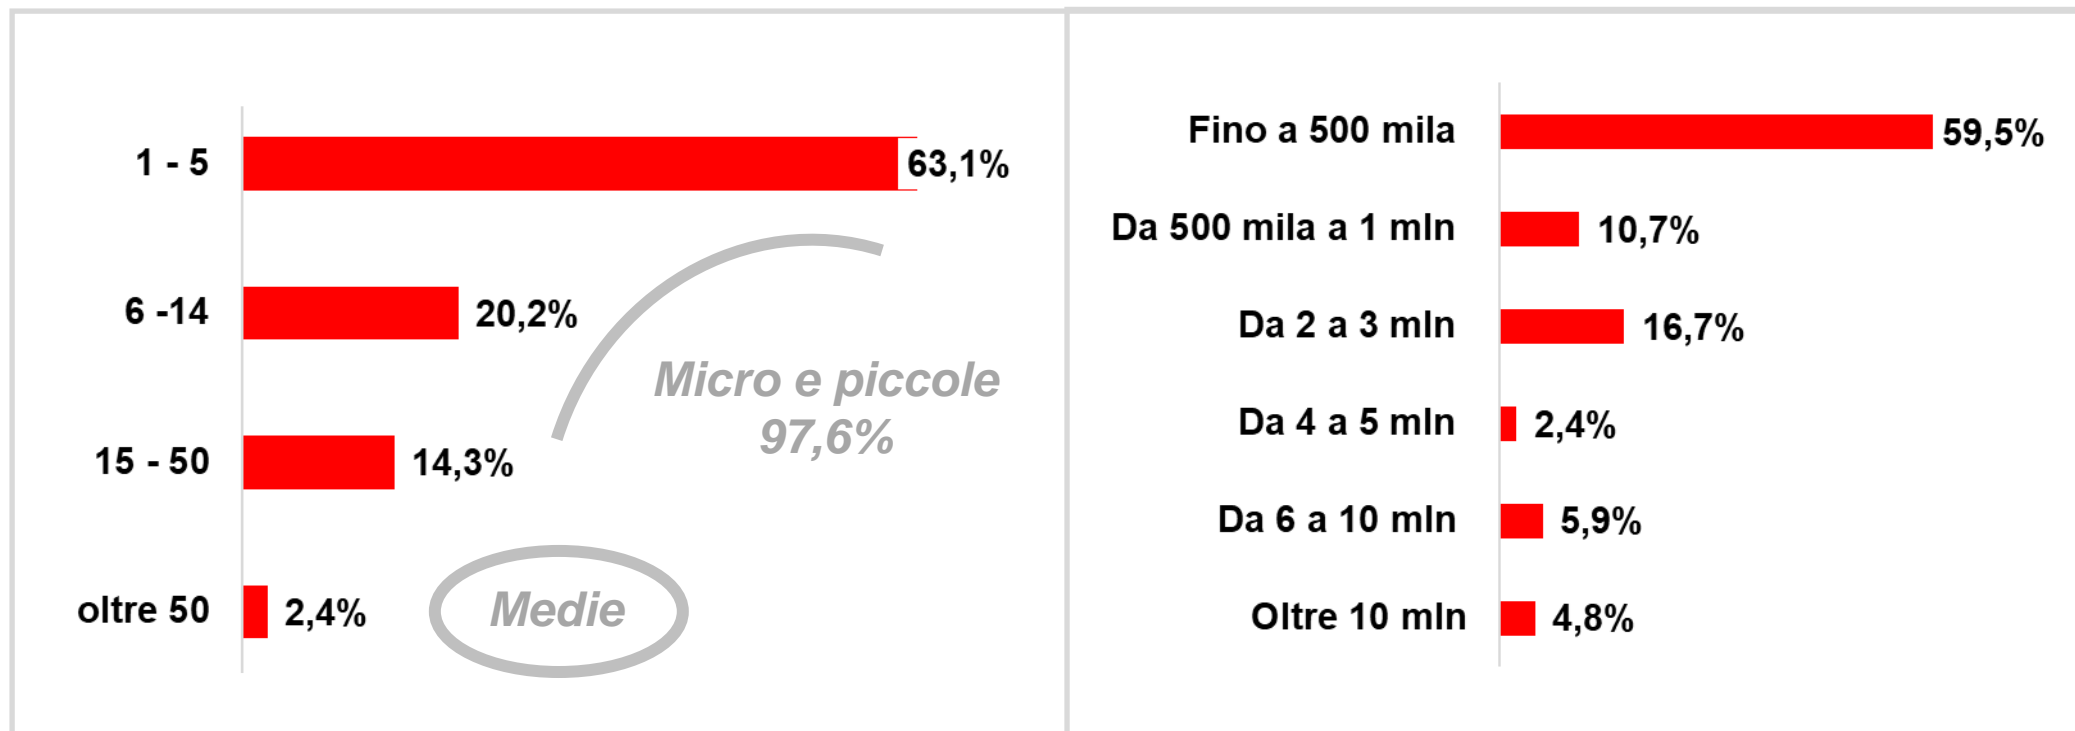 1 - 5 63,1%
6 -14 20,2%
Micro e piccole
97,6%
15 - 50 14,3%
oltre 50 2,4% Medie
Fino a 500 mila 59,5%
Da 500 mila a 1 mln 10,7%
Da 2 a 3 mln 16,7%
Da 4 a 5 mln 2,4%
Da 6 a 10 mln 5,9%
Oltre 10 mln 4,8%